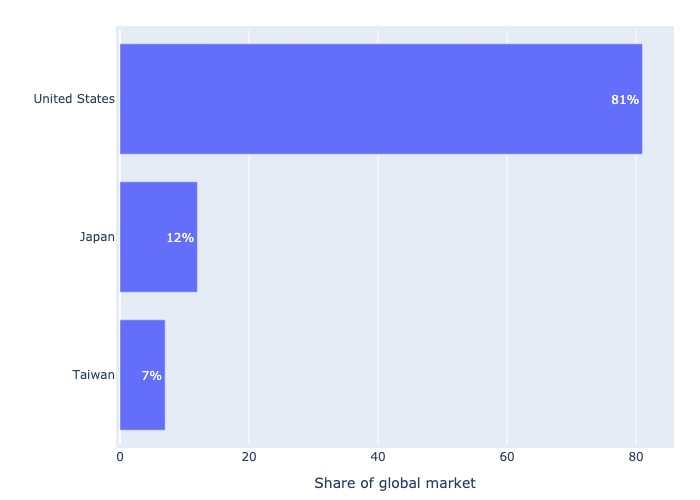 United States
81%
Japan
12%
Taiwan
7%
0 20 40 60 80
Share of global market